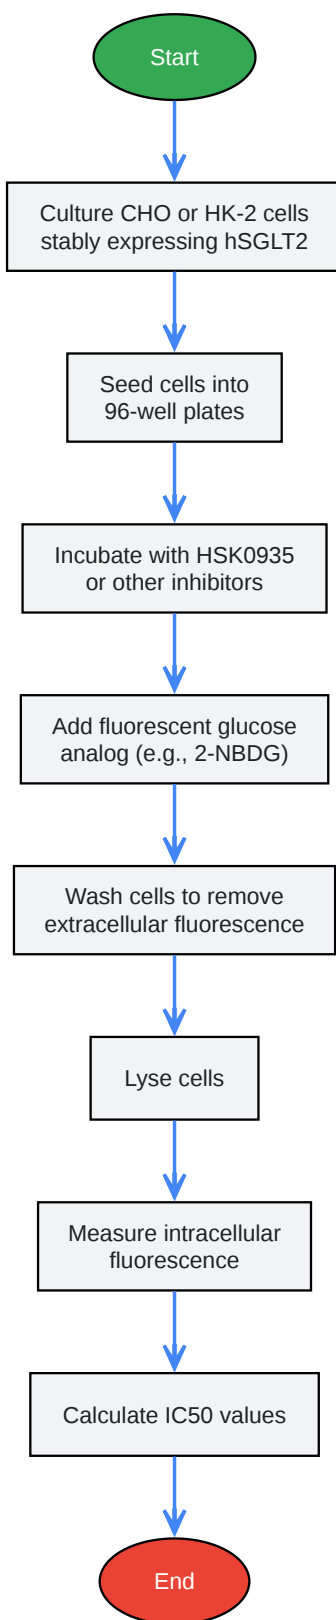 Start
Culture CHO or HK-2 cells
stably expressing hSGLT2
Seed cells into
96-well plates
Incubate with HSK0935
or other inhibitors
Add fluorescent glucose
analog (e.g., 2-NBDG)
Wash cells to remove
extracellular fluorescence
Lyse cells
Measure intracellular
fluorescence
Calculate IC50 values
End